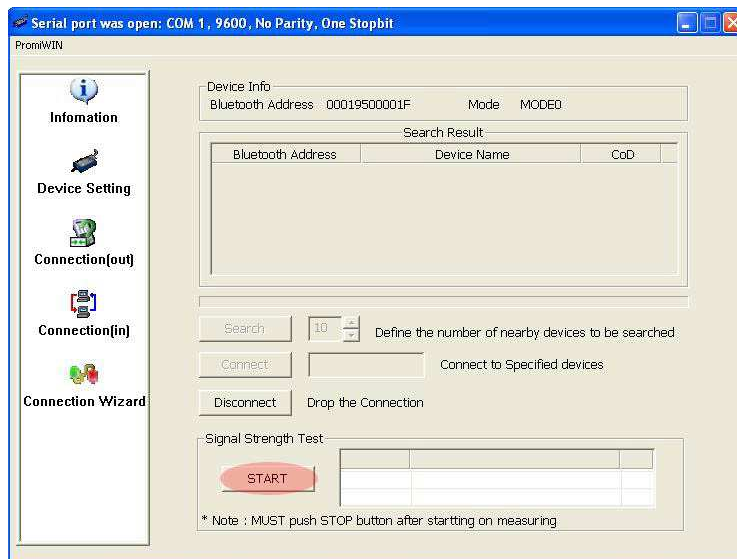 Serial port was open: COM 1, 9600, No Parity, One Stopbit
PromiWIN
Infomation
Device Setting
Connection(out)
Connection(in)
Connection Wizard
Device Info
Bluetooth Address 00019500001F Mode MODE0
Search Result
Bluetooth Address Device Name CoD
Search 10 Define the number of nearby devices to be searched
Connect Connect to Specified devices
Disconnect Drop the Connection
Signal Strength Test
START
* Note : MUST push STOP button after startting on measuring